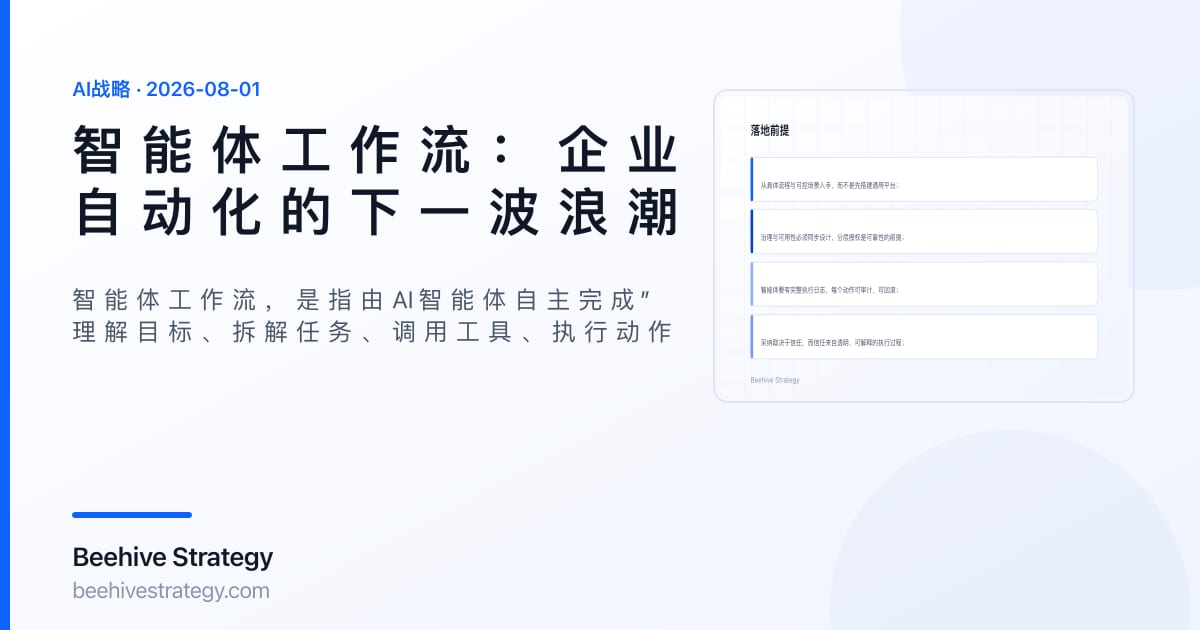 AI战略 · 2026-08-01
智能体工作流：企业
自动化的下一波浪潮
智能体工作流，是指由AI智能体自主完成”
理解目标、拆解任务、调用工具、执行动作
落地前提
从具体流程与可控场景入手，而不是先搭建通用平台；
治理与可用性必须同步设计，分层授权是可靠性的前提；
智能体要有完整执行日志，每个动作可审计、可回滚；
采纳取决于信任，而信任来自透明、可解释的执行过程；
Beehive Strategy
Beehive Strategy
beehivestrategy.com